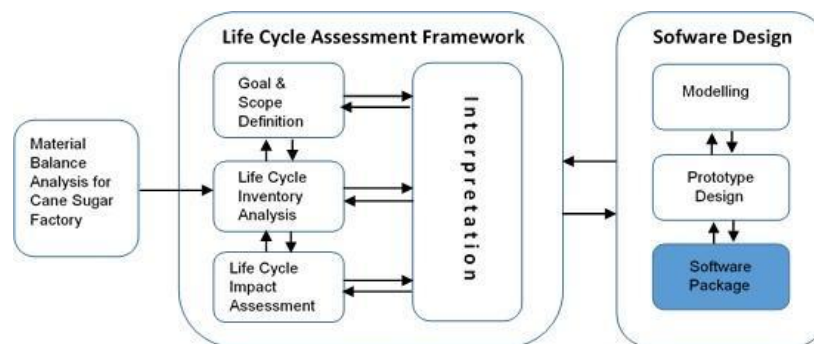 Life Cycle Assessment Framework
Sofware Design
Goal &
Scope
Definition
Modelling
Material
Balance
Analysis for
Cane Sugar
Factory
Life Cycle
Inventory
Analysis
Interpretation
Prototype
Design
Life Cycle
Impact
Assessment
Software
Package